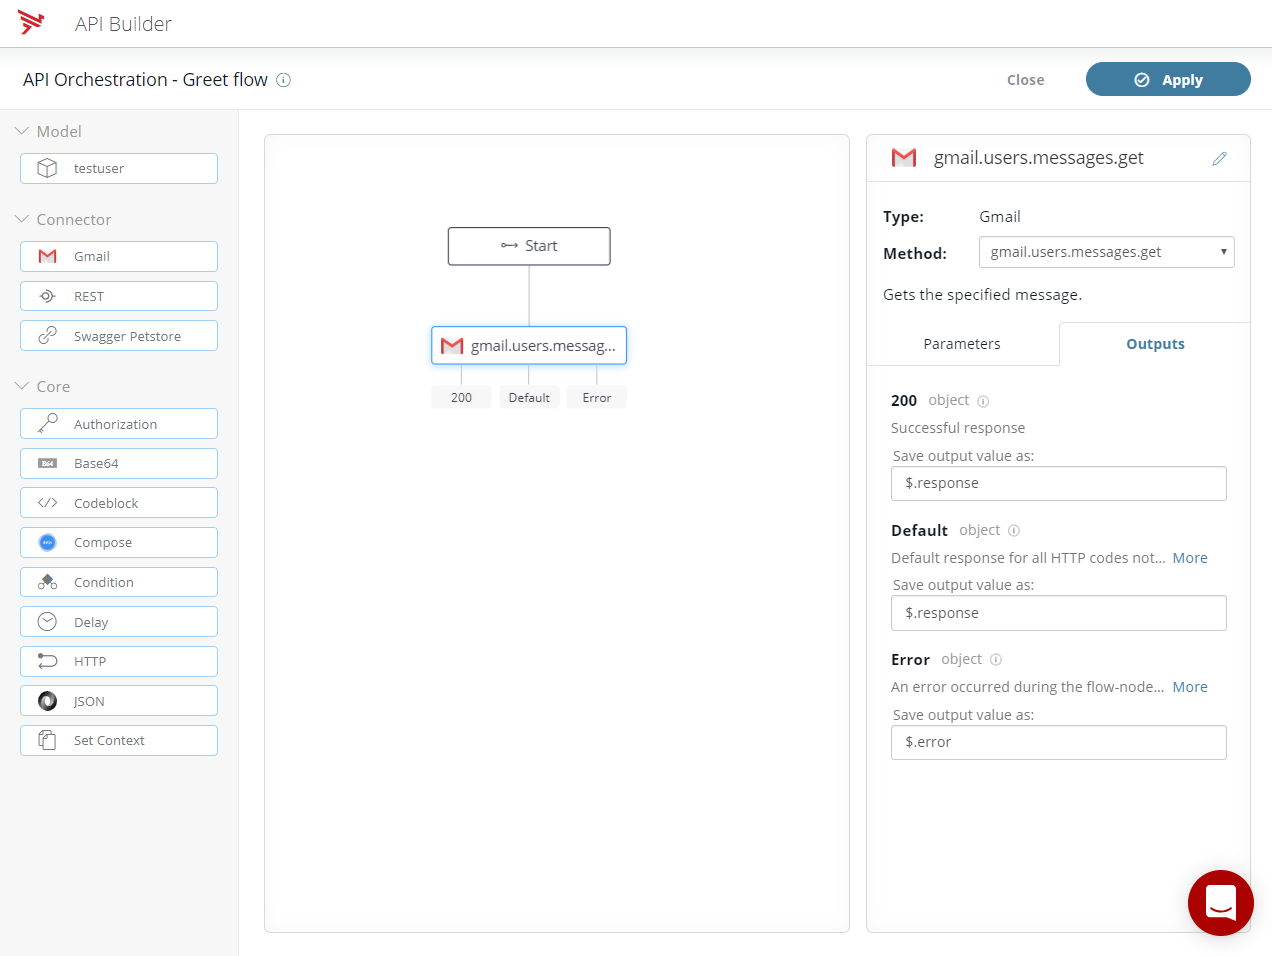 API Builder
API Orchestration - Greet flow
Close
Apply
Model
testuser
Connector
Gmail
REST
Swagger Petstore
Core
Authorization
Base64
Codeblock
Compose
Condition
Delay
HTTP
JSON
Set Context
Start
gmail.users.messag...
200 Default Error
gmail.users.messages.get
Type: Gmail
Method: gmail.users.messages.get
Gets the specified message.
Parameters Outputs
200 object
Successful response
Save output value as:
$.response
Default object
Default response for all HTTP codes not... More
Save output value as:
$.response
Error object
An error occurred during the flow-node... More
Save output value as:
$.error